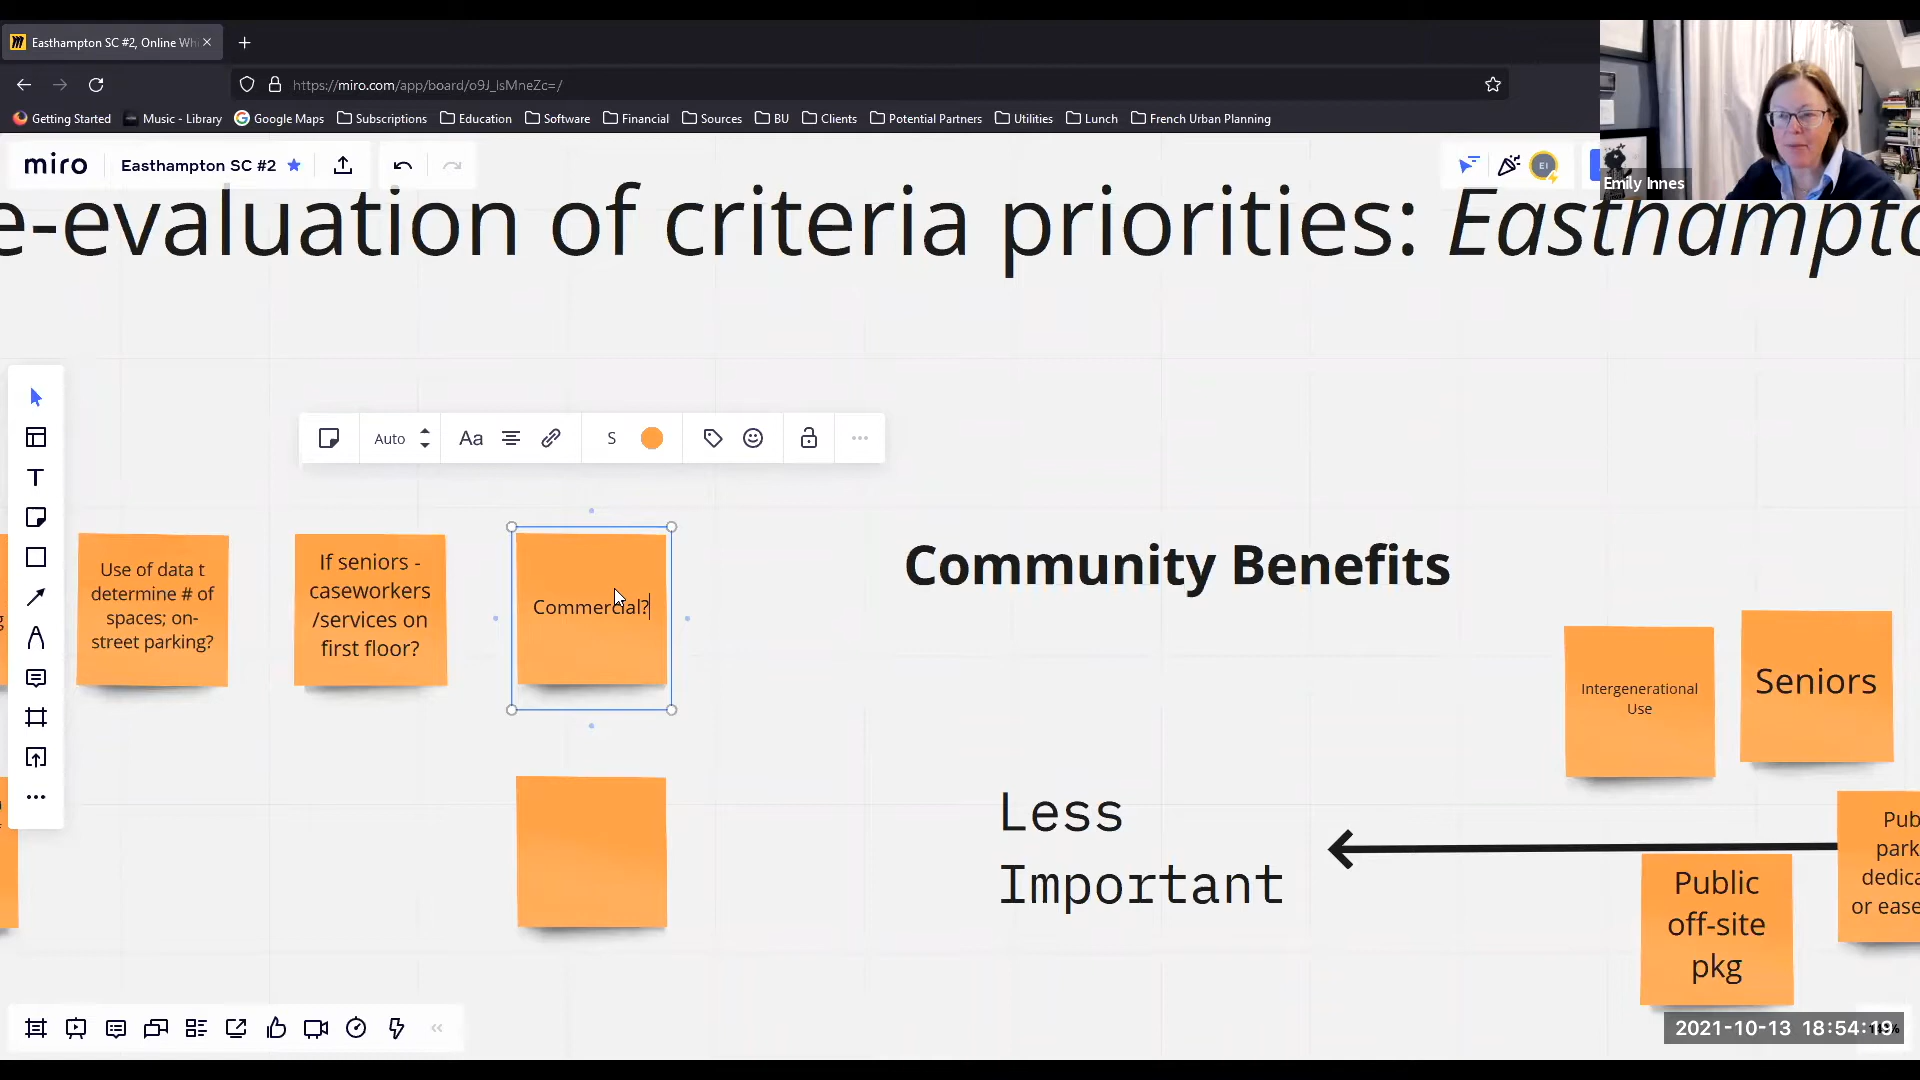 Easthampton SC #2, Online Wh
https://miro.com/app/board/o9J_lsMneZc=/
Getting Started
Music - Library
Google Maps
Subscriptions
Education
Software
Financial
Sources
BU
Clients
Potential Partners
Utilities
Lunch
French Urban Planning
miro
Easthampton SC #2
EI
Emily Innes
e-evaluation of criteria priorities: Easthampto
Auto
Aa
S
Use of data t
determine # of
spaces; on-
street parking?
If seniors -
caseworkers
/services on
first floor?
Commercial?
Community Benefits
Intergenerational
Use
Seniors
Less
Important
Pub
park
dedica
or ease
Public
off-site
pkg
2021-10-13 18:54:19